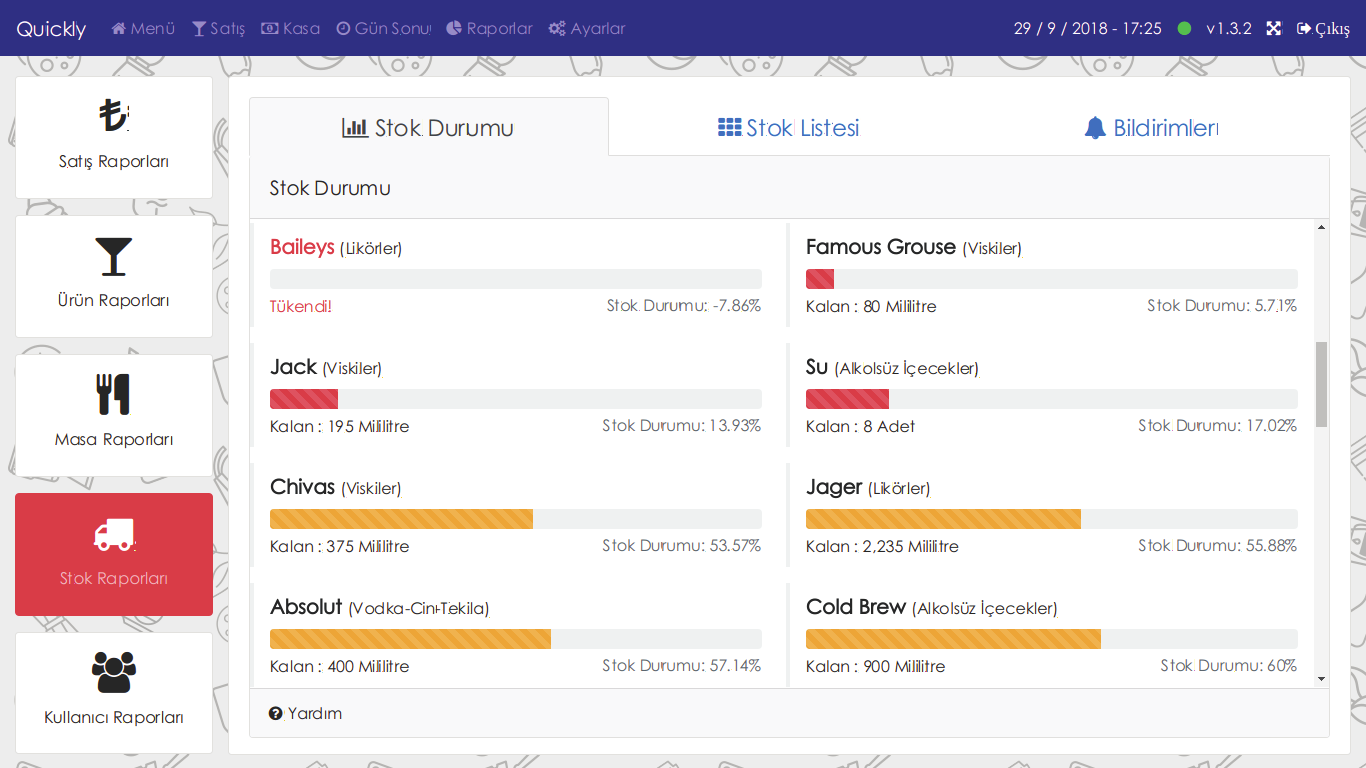 Quickly Menü Satış Kasa Gün Sonu Raporlar Ayarlar 29 / 9 / 2018 - 17:25 v1.3.2 Çıkış
Satış Raporları
Ürün Raporları
Masa Raporları
Stok Raporları
Kullanıcı Raporları
Stok Durumu Stok Listesi Bildirimler
Stok Durumu
Baileys (Likörler)
Tükendi! Stok Durumu: -7.86%
Famous Grouse (Viskiler)
Kalan : 80 Mililitre Stok Durumu: 5.71%
Jack (Viskiler)
Kalan : 195 Mililitre Stok Durumu: 13.93%
Su (Alkolsüz İçecekler)
Kalan : 8 Adet Stok Durumu: 17.02%
Chivas (Viskiler)
Kalan : 375 Mililitre Stok Durumu: 53.57%
Jager (Likörler)
Kalan : 2,235 Mililitre Stok Durumu: 55.88%
Absolut (Vodka-Cin-Tekila)
Kalan : 400 Mililitre Stok Durumu: 57.14%
Cold Brew (Alkolsüz İçecekler)
Kalan : 900 Mililitre Stok Durumu: 60%
Yardım